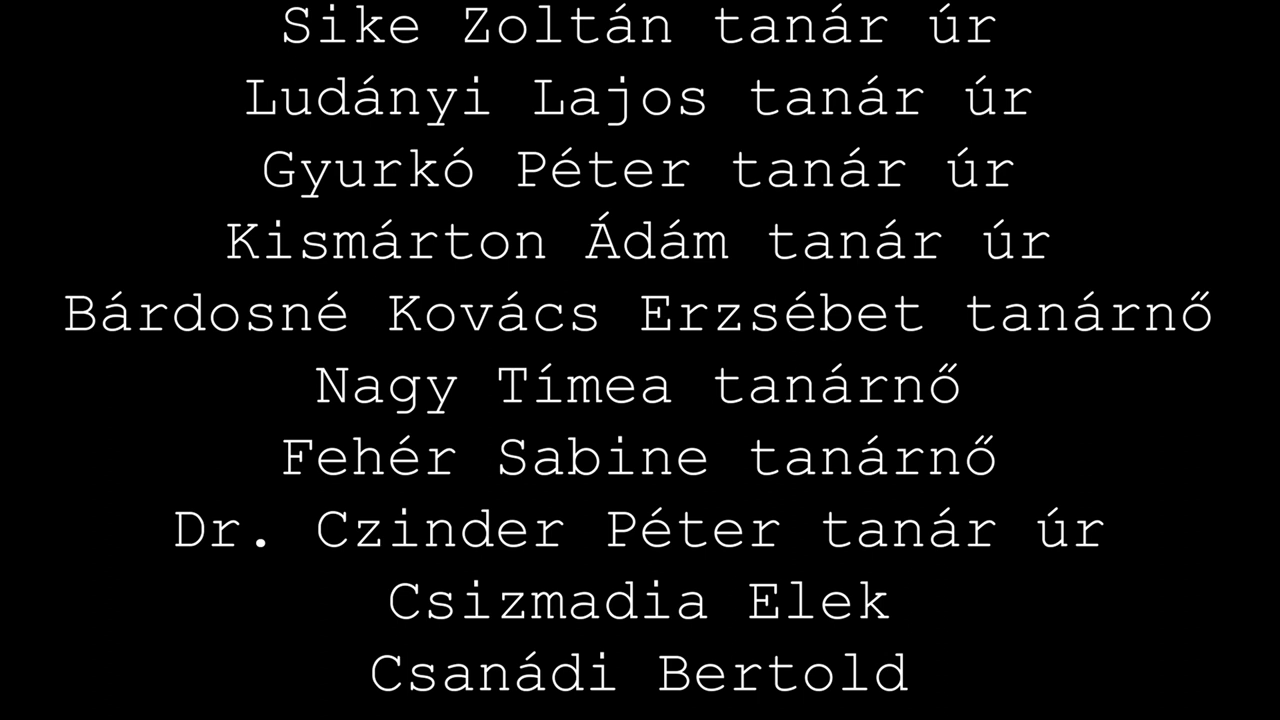 Sike Zoltán tanár úr
Ludányi Lajos tanár úr
Gyurkó Péter tanár úr
Kismárton Ádám tanár úr
Bárdosné Kovács Erzsébet tanárnő
Nagy Tímea tanárnő
Fehér Sabine tanárnő
Dr. Czinder Péter tanár úr
Csizmadia Elek
Csanádi Bertold